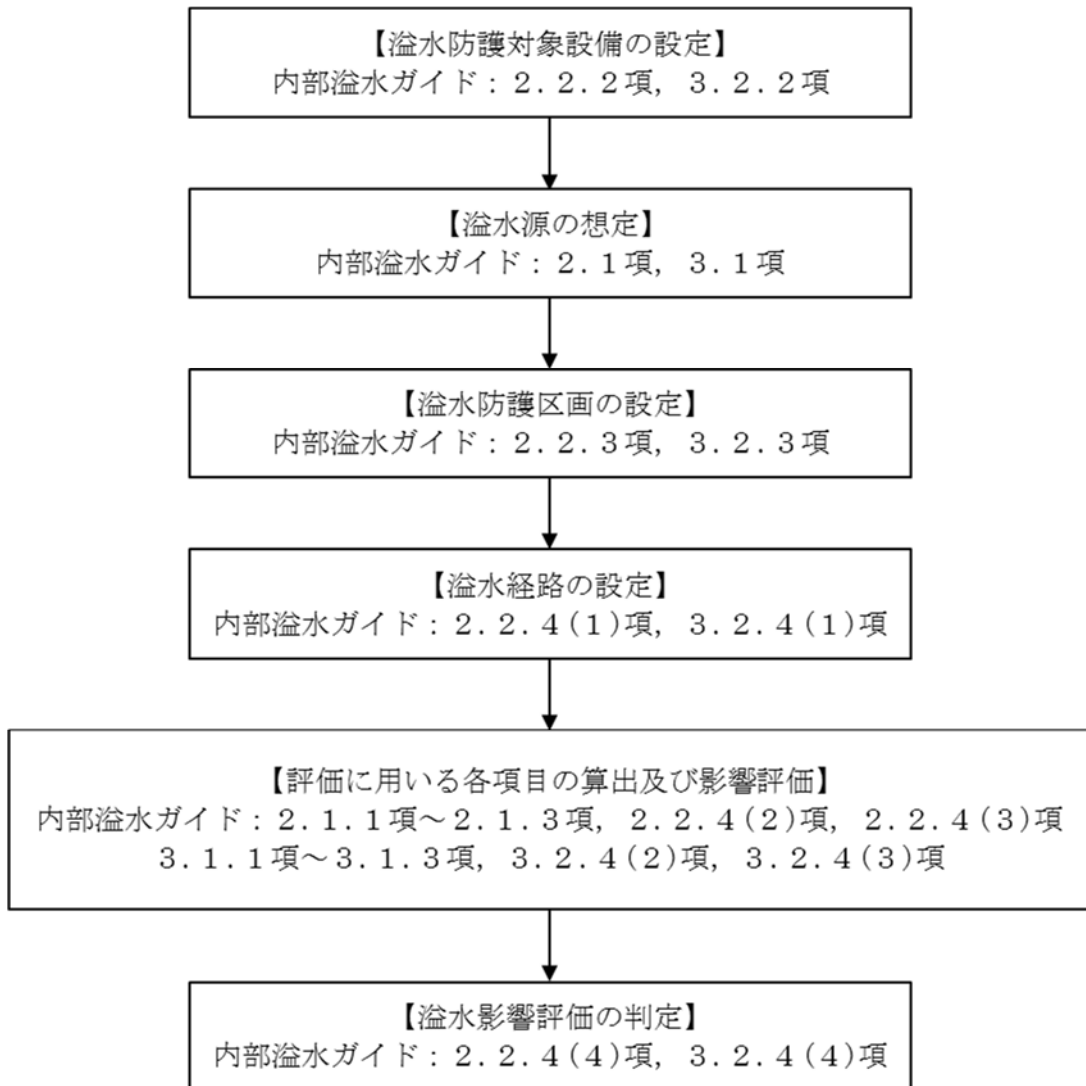 【溢水防護対象設備の設定】
内部溢水ガイド：２.２.２項，３.２.２項
【溢水源の想定】
内部溢水ガイド：２.１項，３.１項
【溢水防護区画の設定】
内部溢水ガイド：２.２.３項，３.２.３項
【溢水経路の設定】
内部溢水ガイド：２.２.４(１)項，３.２.４(１)項
【評価に用いる各項目の算出及び影響評価】
内部溢水ガイド：２.１.１項～２.１.３項，２.２.４(２)項，２.２.４(３)項
３.１.１項～３.１.３項，３.２.４(２)項，３.２.４(３)項
【溢水影響評価の判定】
内部溢水ガイド：２.２.４(４)項，３.２.４(４)項